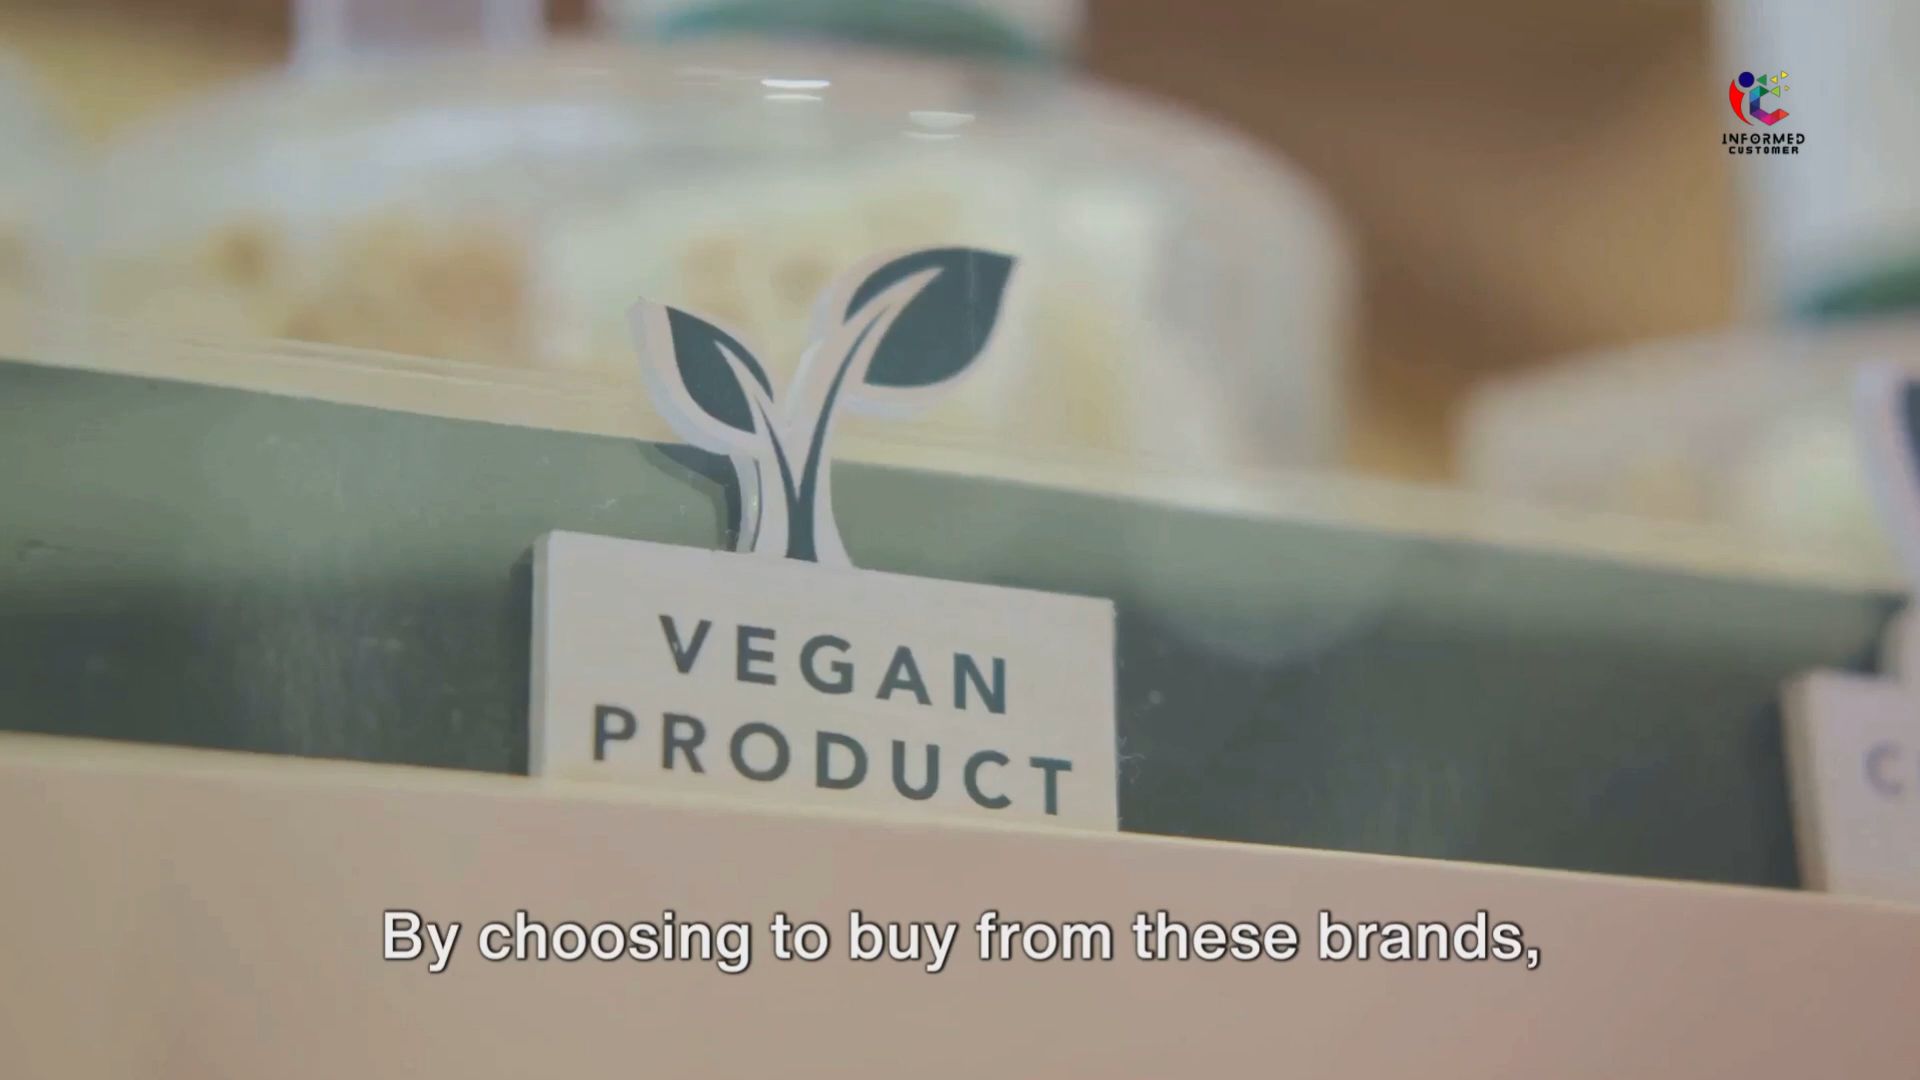 INFORMED
CUSTOMER
VEGAN
PRODUCT
C
By choosing to buy from these brands,